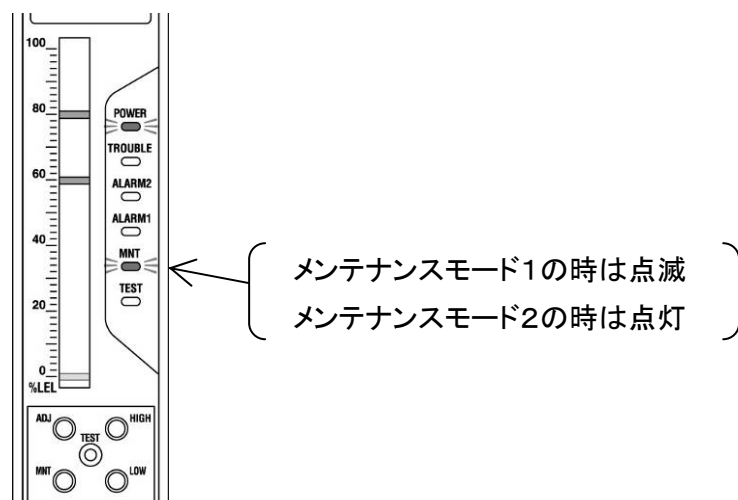 100
80
60
40
20
0
%LEL
POWER
TROUBLE
ALARM2
ALARM1
MNT
TEST
メンテナンスモード1の時は点滅
メンテナンスモード2の時は点灯
ADJ
HIGH
TEST
MNT
LOW